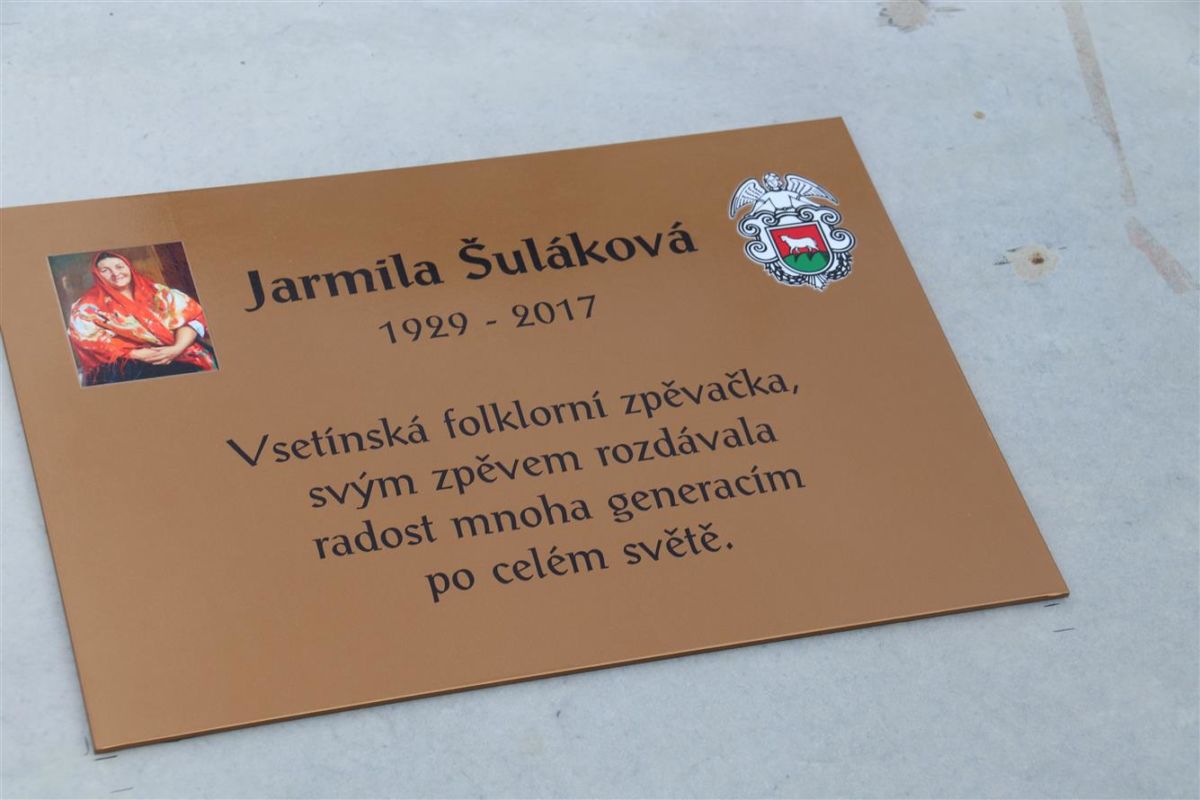 Jarmila Šuláková
1929 - 2017
Vsetínská folklorní zpěvačka,
svým zpěvem rozdávala
radost mnoha generacím
po celém světě.